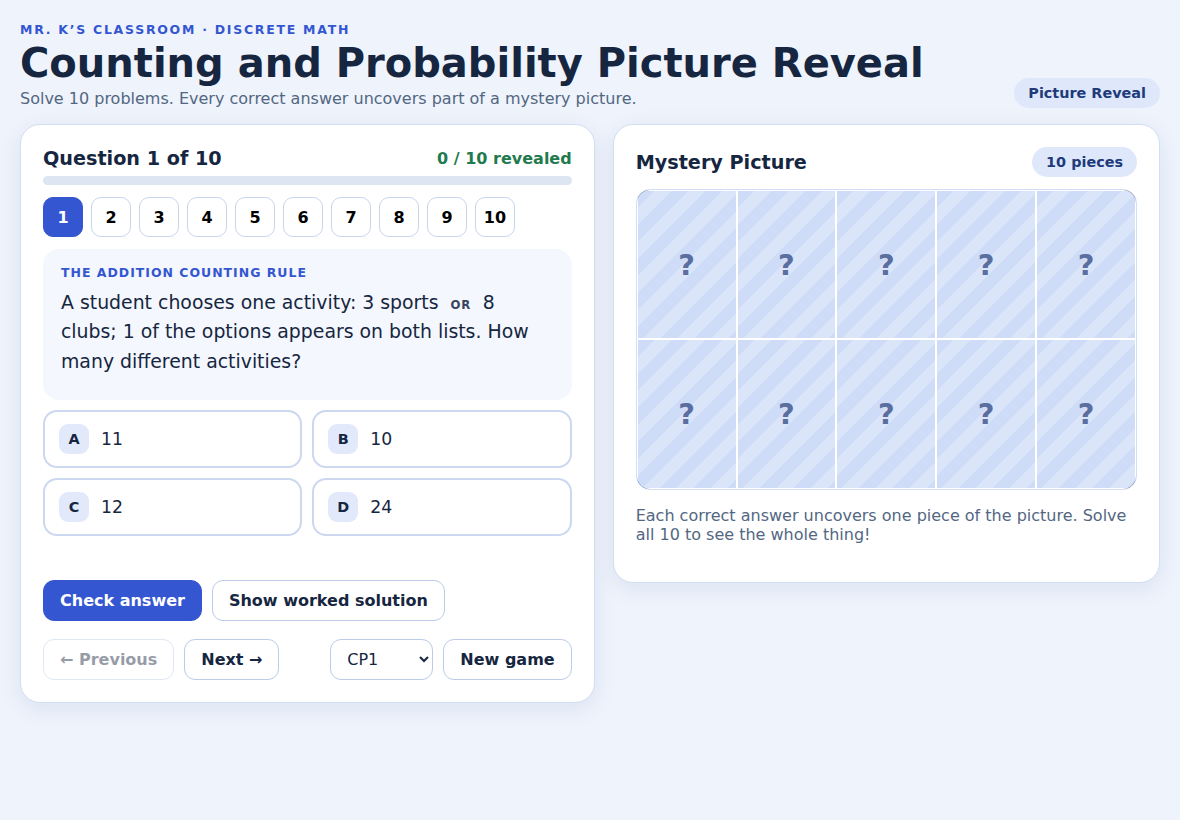 MR. K’S CLASSROOM · DISCRETE MATH
Counting and Probability Picture Reveal
Solve 10 problems. Every correct answer uncovers part of a mystery picture.
Picture Reveal
Question 1 of 10
0 / 10 revealed
1 2 3 4 5 6 7 8 9 10
THE ADDITION COUNTING RULE
A student chooses one activity: 3 sports OR 8
clubs; 1 of the options appears on both lists. How
many different activities?
A 11
B 10
C 12
D 24
Check answer
Show worked solution
← Previous
Next →
CP1
New game
Mystery Picture
10 pieces
? ? ? ? ?
? ? ? ? ?
Each correct answer uncovers one piece of the picture. Solve
all 10 to see the whole thing!